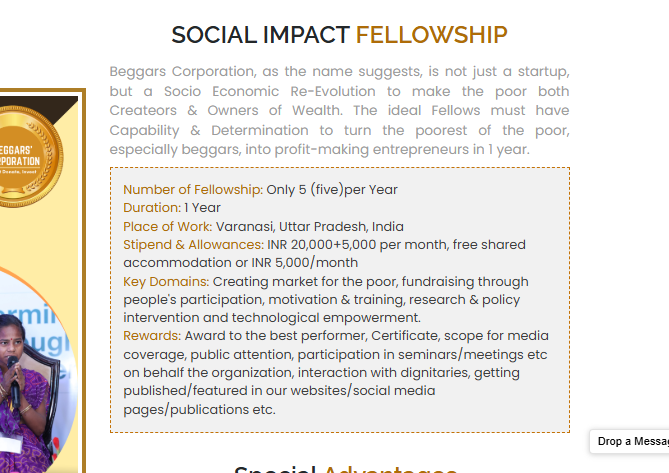 SOCIAL IMPACT FELLOWSHIP
Beggars Corporation, as the name suggests, is not just a startup,
but a Socio Economic Re-Evolution to make the poor both
Createors & Owners of Wealth. The ideal Fellows must have
Capability & Determination to turn the poorest of the poor,
especially beggars, into profit-making entrepreneurs in 1 year.
EGGARS'
RPORATION
Number of Fellowship: Only 5 (five)per Year
Duration: 1 Year
Place of Work: Varanasi, Uttar Pradesh, India
Stipend & Allowances: INR 20,000+5,000 per month, free shared
accommodation or INR 5,000/month
Key Domains: Creating market for the poor, fundraising through
people's participation, motivation & training, research & policy
intervention and technological empowerment.
Rewards: Award to the best performer, Certificate, scope for media
coverage, public attention, participation in seminars/meetings etc
on behalf the organization, interaction with dignitaries, getting
published/featured in our websites/social media
pages/publications etc.
Drop a Messag
Special Advantages